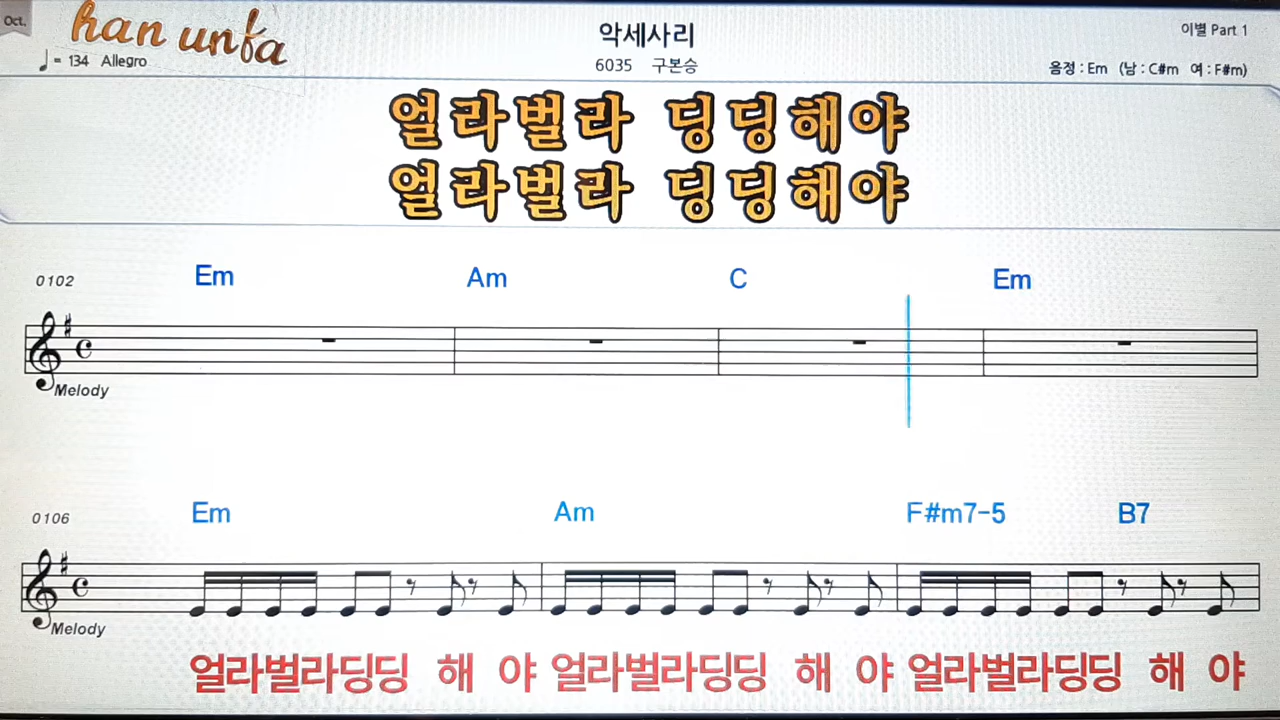 Oct.
han unfa
악세사리
이별 Part 1
♩ = 134 Allegro
6035 구본승
음정 : Em (남 : C#m 여 : F#m)
얼라벌라 딩딩해야
얼라벌라 딩딩해야
0102
Em Am C Em
Melody
0106
Em Am F#m7-5 B7
Melody
얼라벌라딩딩 해 야 얼라벌라딩딩 해 야 얼라벌라딩딩 해 야